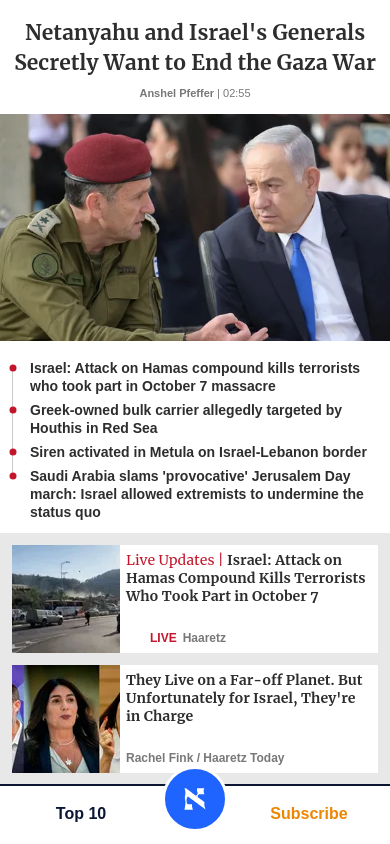 Netanyahu and Israel's Generals
Secretly Want to End the Gaza War
Anshel Pfeffer | 02:55
Israel: Attack on Hamas compound kills terrorists
who took part in October 7 massacre
Greek-owned bulk carrier allegedly targeted by
Houthis in Red Sea
Siren activated in Metula on Israel-Lebanon border
Saudi Arabia slams 'provocative' Jerusalem Day
march: Israel allowed extremists to undermine the
status quo
Live Updates | Israel: Attack on
Hamas Compound Kills Terrorists
Who Took Part in October 7
LIVE Haaretz
They Live on a Far-off Planet. But
Unfortunately for Israel, They're
in Charge
Rachel Fink / Haaretz Today
Top 10
Subscribe